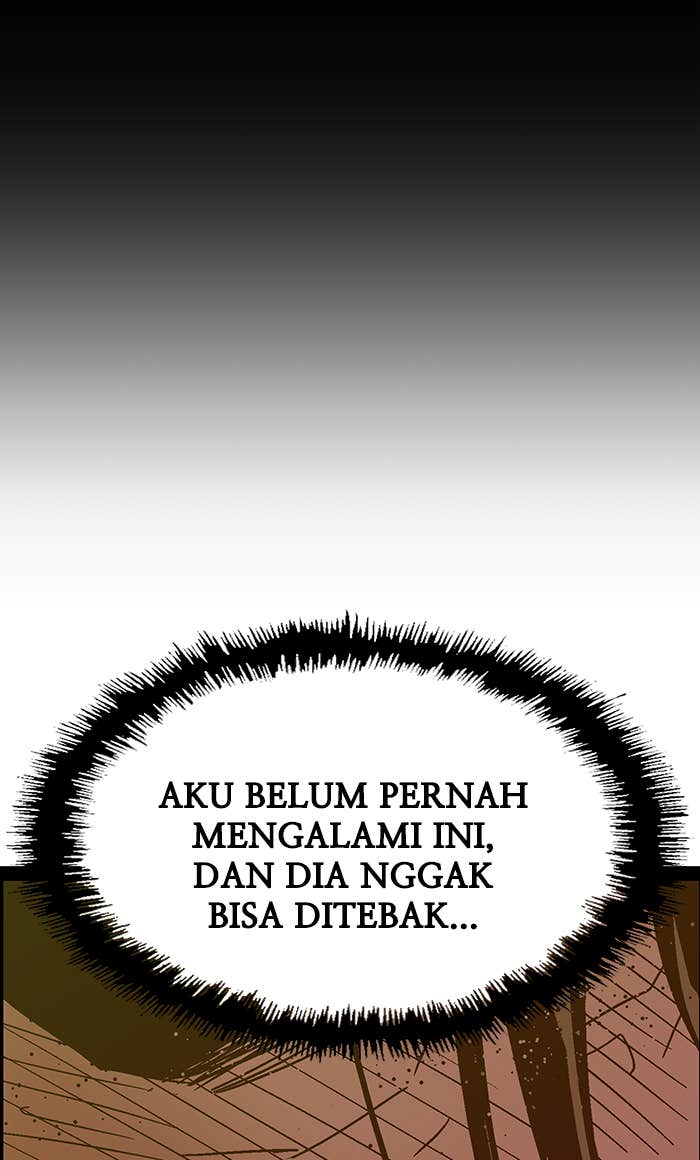 AKU BELUM PERNAH
MENGALAMI INI,
DAN DIA NGGAK
BISA DITEBAK...